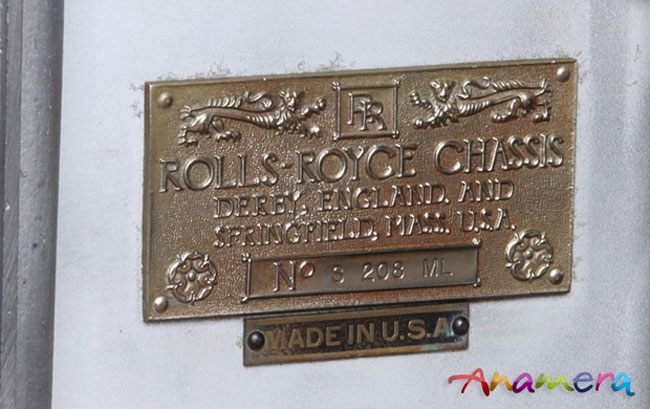 RR
ROLLS-ROYCE CHASSIS
DERBY, ENGLAND, AND
SPRINGFIELD, MASS. U.S.A.
No S 208 ML
MADE IN U.S.A.
Anamera